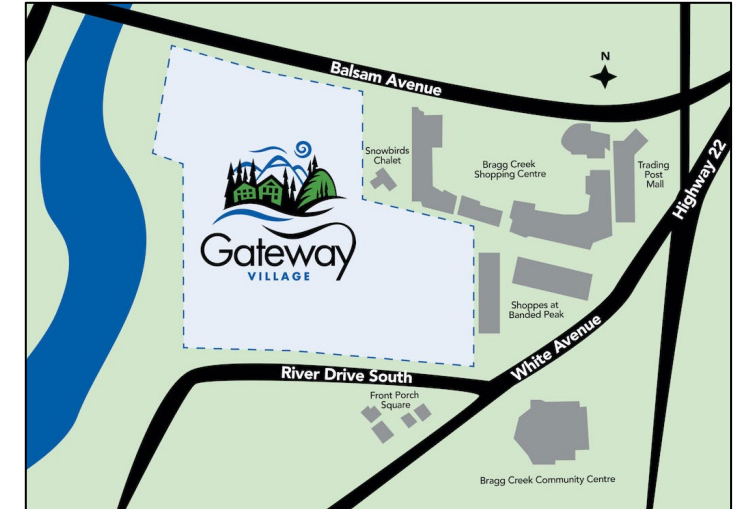 N
Balsam Avenue
Snowbirds
Chalet
Bragg Creek
Shopping Centre
Trading
Post
Mall
Highway 22
Gateway
VILLAGE
Shoppes at
Banded Peak
White Avenue
River Drive South
Front Porch
Square
Bragg Creek Community Centre